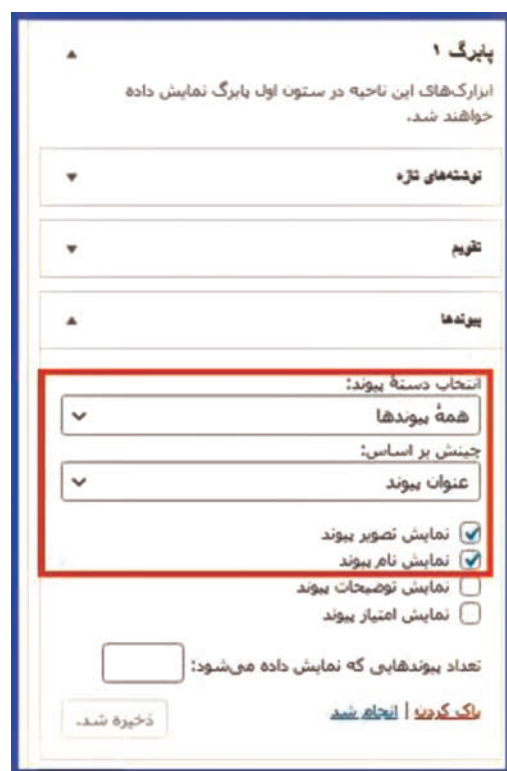 پابرگ ۱
ابزارک‌های این ناحیه در ستون اول پابرگ نمایش داده
خواهند شد.
نوشته‌های تازه
تقویم
پیوندها
انتخاب دستهٔ پیوند:
همهٔ پیوندها
چینش بر اساس:
عنوان پیوند
نمایش تصویر پیوند
نمایش نام پیوند
نمایش توضیحات پیوند
نمایش امتیاز پیوند
تعداد پیوندهایی که نمایش داده می‌شود:
پاک کردن | انجام شد
ذخیره شد.